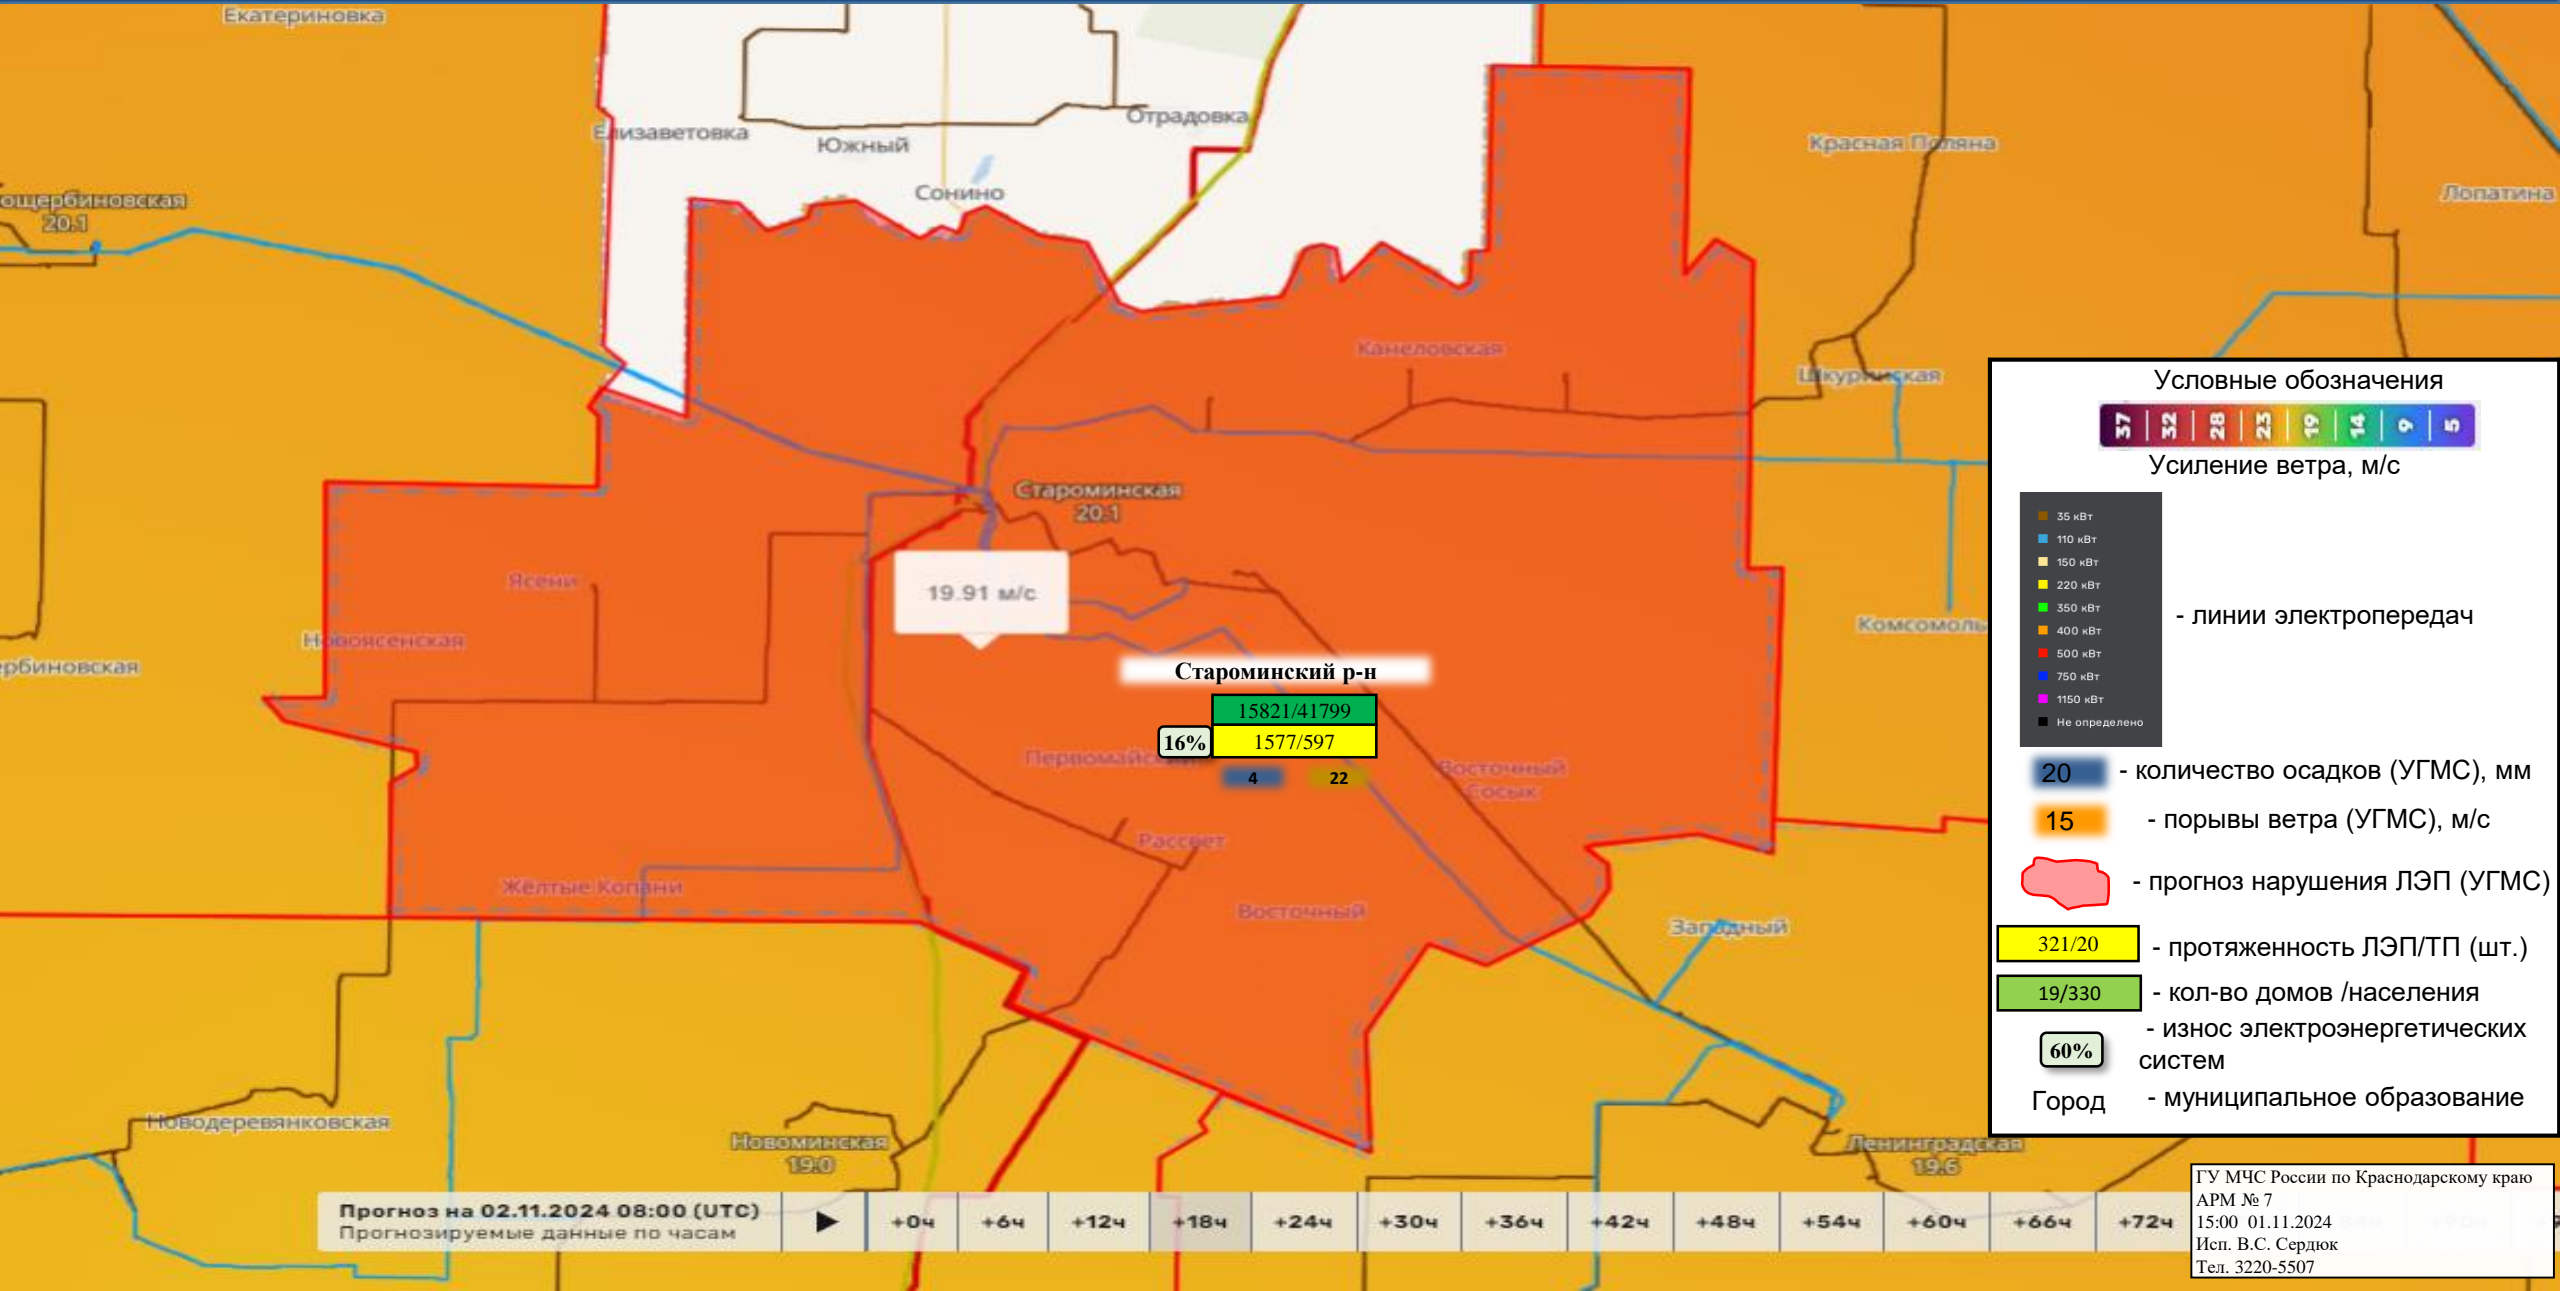 Екатериновка
Елизаветовка
Южный
Отрадовка
Сонино
Красная Поляна
Лопатина
20.1
Канеловская
Шкуринская
Староминская
20.1
Ясени
Новоясенская
19.91 м/с
Староминский р-н
15821/41799
16%
1577/597
4
22
Восточный
Сосык
Рассвет
Жёлтые Копани
Восточный
Западный
Новодеревянковская
Новоминская
19.0
Ленинградская
19.6
Условные обозначения
37 32 28 23 19 14 9 5
Усиление ветра, м/с
35 кВт
110 кВт
150 кВт
220 кВт
350 кВт
400 кВт
500 кВт
750 кВт
1150 кВт
Не определено
- линии электропередач
20 - количество осадков (УГМС), мм
15 - порывы ветра (УГМС), м/с
- прогноз нарушения ЛЭП (УГМС)
321/20 - протяженность ЛЭП/ТП (шт.)
19/330 - кол-во домов /населения
60% - износ электроэнергетических
систем
Город - муниципальное образование
Прогноз на 02.11.2024 08:00 (UTC)
Прогнозируемые данные по часам
+0ч +6ч +12ч +18ч +24ч +30ч +36ч +42ч +48ч +54ч +60ч +66ч +72ч
ГУ МЧС России по Краснодарскому краю
АРМ № 7
15:00 01.11.2024
Исп. В.С. Сердюк
Тел. 3220-5507